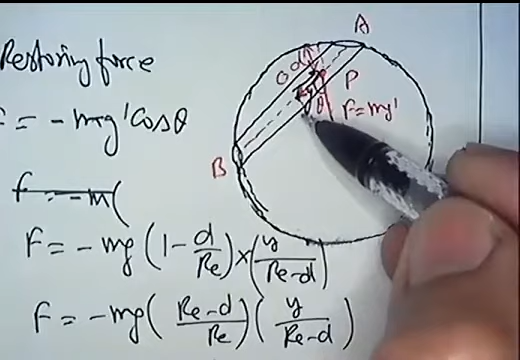 Restoring force
F = -mg'cosθ
F = -m(
F = -mg(1-d/Re)×(y/Re-d)
F = -mg(Re-d/Re)(y/Re-d)
A
d
P
θ
F=mg'
B